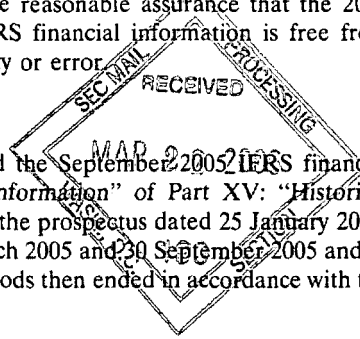 e reasonable assurance that the 20
RS financial information is free fro
y or error.
SEC MAIL
RECEIVED
PROCESSING
MAR 2
d the September 2005 IFRS financ
nformation" of Part XV: "Histori
the prospectus dated 25 January 20
ch 2005 and 30 September 2005 and
SECTION
ods then ended in accordance with t